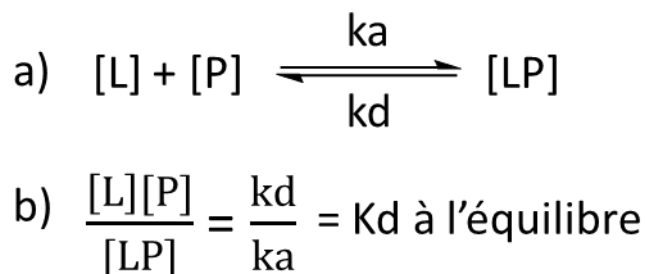 a) [L] + [P] ⇌ [LP]
ka
kd
b) [L][P]/[LP] = kd/ka = Kd à l'équilibre